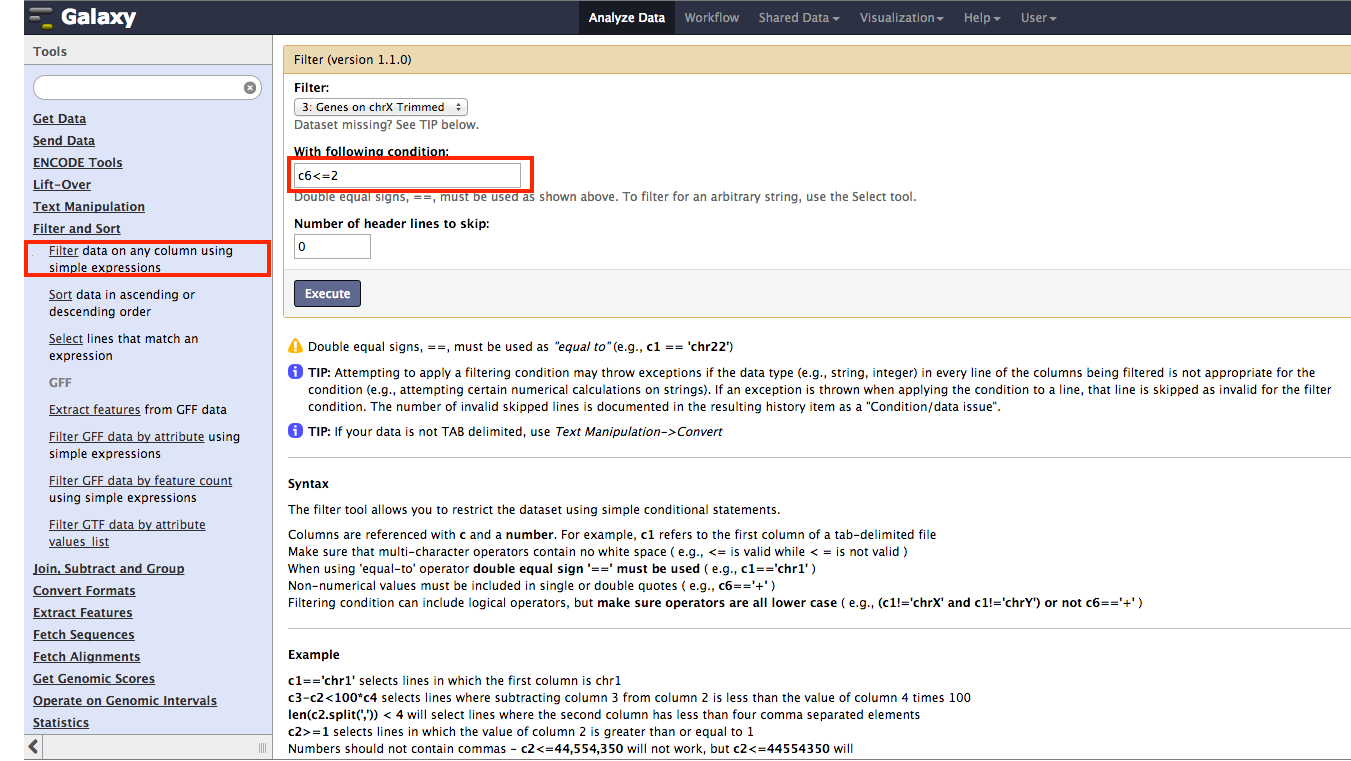 Galaxy
Analyze Data
Workflow
Shared Data
Visualization
Help
User
Tools
Get Data
Send Data
ENCODE Tools
Lift-Over
Text Manipulation
Filter and Sort
Filter data on any column using
simple expressions
Sort data in ascending or
descending order
Select lines that match an
expression
GFF
Extract features from GFF data
Filter GFF data by attribute using
simple expressions
Filter GFF data by feature count
using simple expressions
Filter GTF data by attribute
values_list
Join, Subtract and Group
Convert Formats
Extract Features
Fetch Sequences
Fetch Alignments
Get Genomic Scores
Operate on Genomic Intervals
Statistics
Filter (version 1.1.0)
Filter:
3: Genes on chrX Trimmed
Dataset missing? See TIP below.
With following condition:
c6<=2
Double equal signs, ==, must be used as shown above. To filter for an arbitrary string, use the Select tool.
Number of header lines to skip:
0
Execute
Double equal signs, ==, must be used as "equal to" (e.g., c1 == 'chr22')
TIP: Attempting to apply a filtering condition may throw exceptions if the data type (e.g., string, integer) in every line of the columns being filtered is not appropriate for the
condition (e.g., attempting certain numerical calculations on strings). If an exception is thrown when applying the condition to a line, that line is skipped as invalid for the filter
condition. The number of invalid skipped lines is documented in the resulting history item as a "Condition/data issue".
TIP: If your data is not TAB delimited, use Text Manipulation->Convert
Syntax
The filter tool allows you to restrict the dataset using simple conditional statements.
Columns are referenced with c and a number. For example, c1 refers to the first column of a tab-delimited file
Make sure that multi-character operators contain no white space ( e.g., <= is valid while < = is not valid )
When using 'equal-to' operator double equal sign '==' must be used ( e.g., c1=='chr1' )
Non-numerical values must be included in single or double quotes ( e.g., c6=='+' )
Filtering condition can include logical operators, but make sure operators are all lower case ( e.g., (c1!='chrX' and c1!='chrY') or not c6=='+' )
Example
c1=='chr1' selects lines in which the first column is chr1
c3-c2<100*c4 selects lines where subtracting column 3 from column 2 is less than the value of column 4 times 100
len(c2.split(',')) < 4 will select lines where the second column has less than four comma separated elements
c2>=1 selects lines in which the value of column 2 is greater than or equal to 1
Numbers should not contain commas - c2<=44,554,350 will not work, but c2<=44554350 will